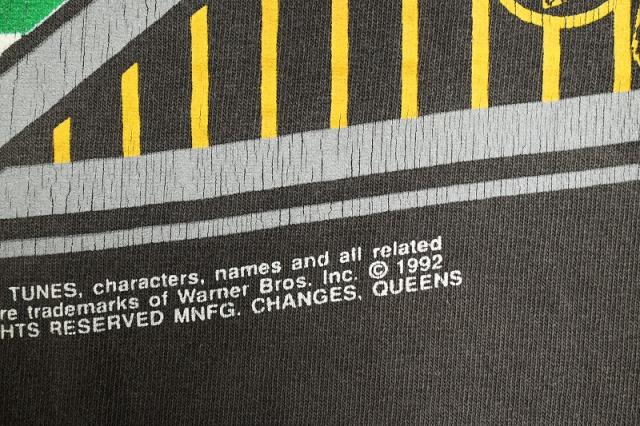 TUNES, characters, names and all related
re trademarks of Warner Bros. Inc. © 1992
HTS RESERVED MNFG. CHANGES, QUEENS